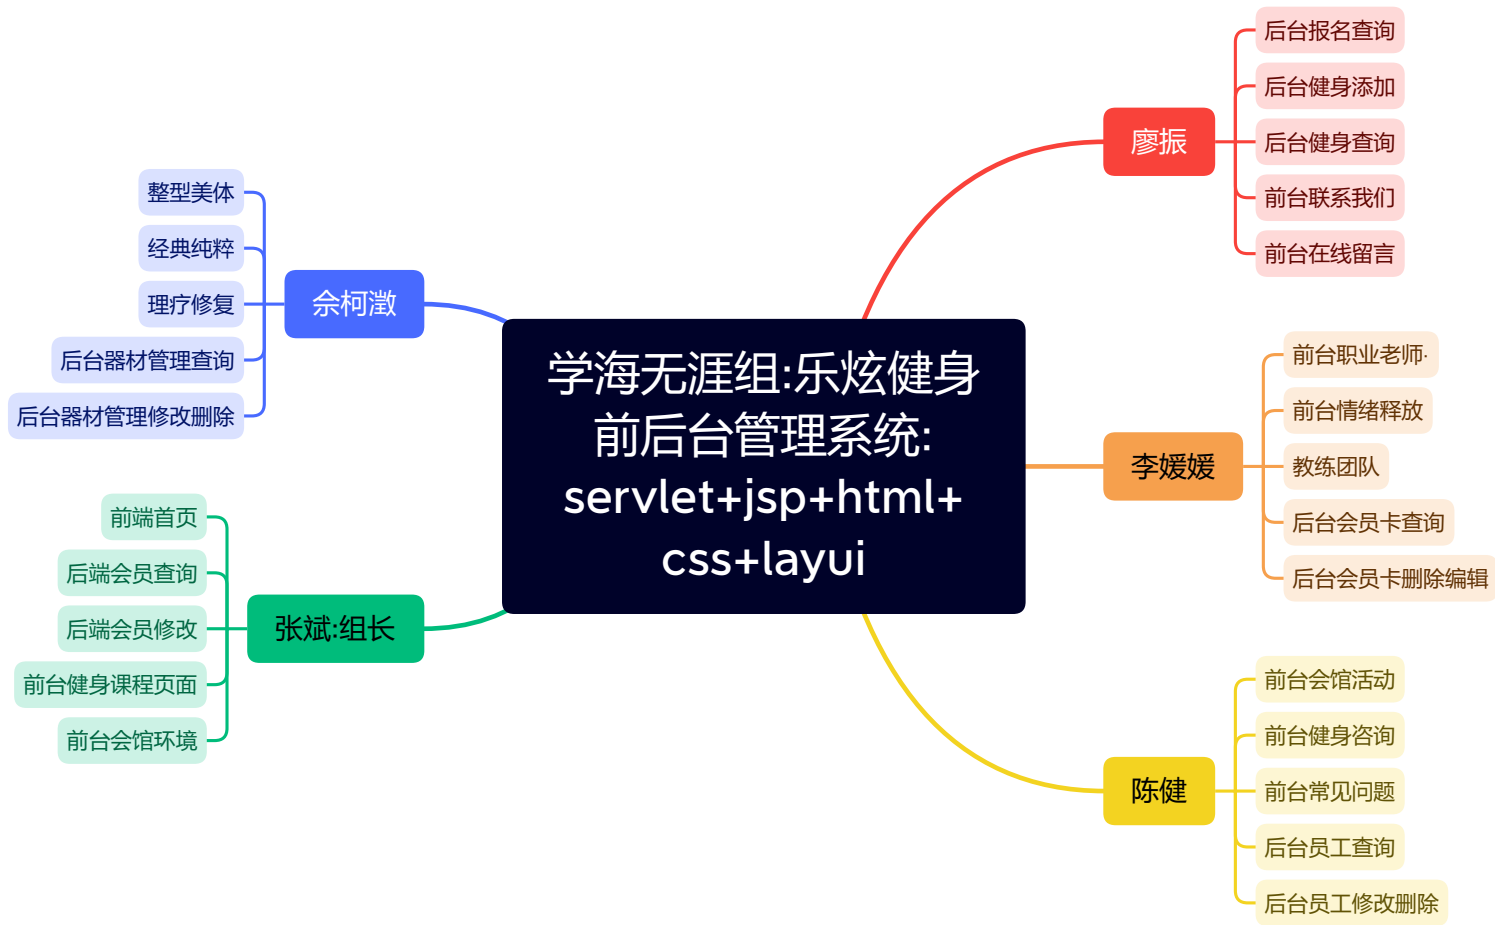 学海无涯组:乐炫健身
前后台管理系统:
servlet+jsp+html+
css+layui
廖振
后台报名查询
后台健身添加
后台健身查询
前台联系我们
前台在线留言
李媛媛
前台职业老师·
前台情绪释放
教练团队
后台会员卡查询
后台会员卡删除编辑
陈健
前台会馆活动
前台健身咨询
前台常见问题
后台员工查询
后台员工修改删除
佘柯澂
整型美体
经典纯粹
理疗修复
后台器材管理查询
后台器材管理修改删除
张斌:组长
前端首页
后端会员查询
后端会员修改
前台健身课程页面
前台会馆环境